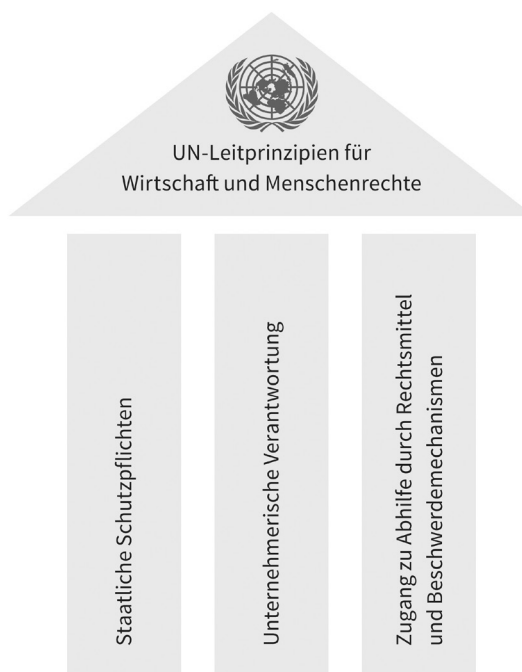 UN-Leitprinzipien für
Wirtschaft und Menschenrechte
Staatliche Schutzpflichten
Unternehmerische Verantwortung
Zugang zu Abhilfe durch Rechtsmittel
und Beschwerdemechanismen